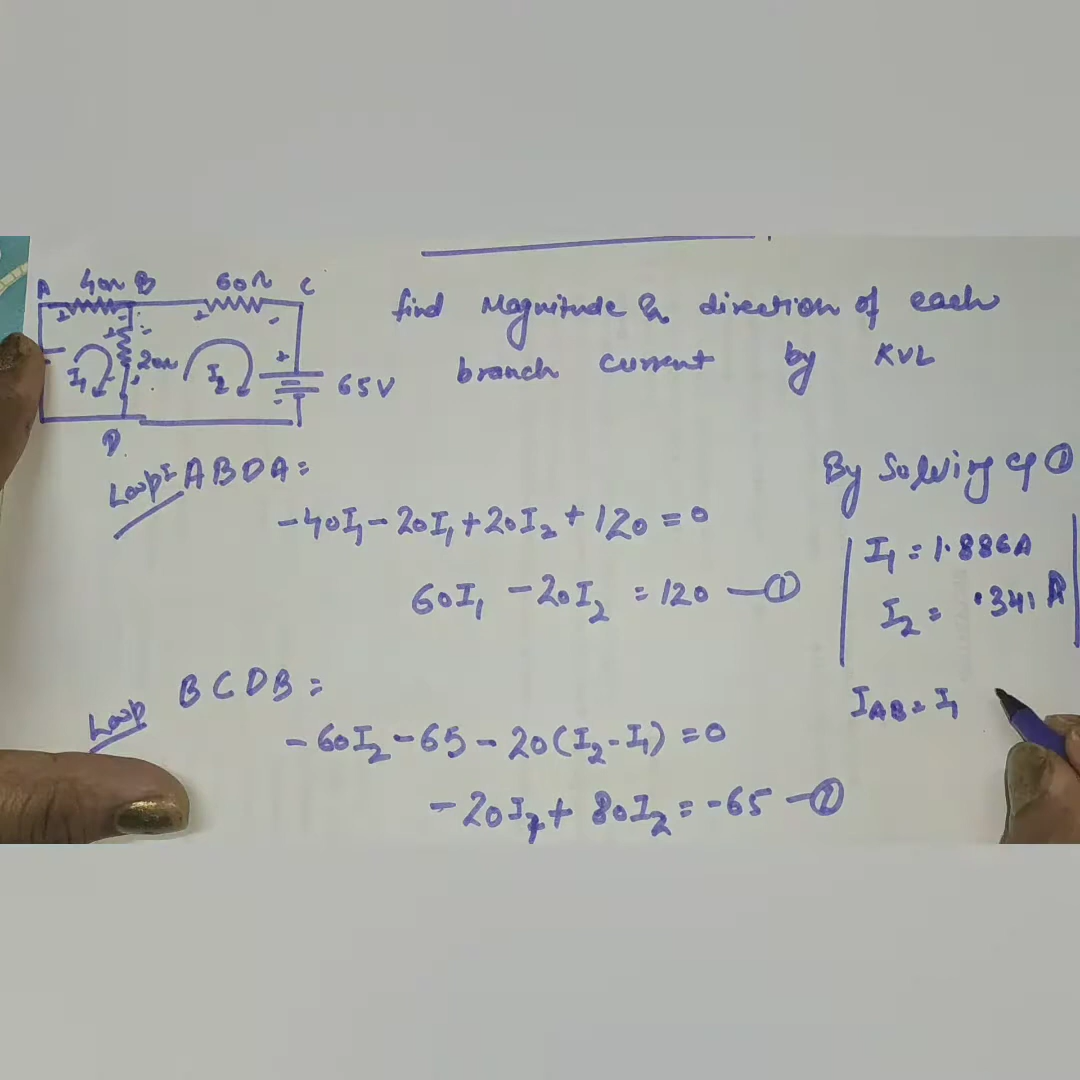 A 40Ω B 60Ω C
find Magnitude & direction of each
branch current by KVL
I₁ 20Ω I₂ 65V
D
Loop I ABDA =
-40I₁ - 20I₁ + 20I₂ + 120 = 0
60I₁ - 20I₂ = 120 —①
Loop BCDB =
-60I₂ - 65 - 20(I₂ - I₁) = 0
-20I₁ + 80I₂ = -65 —②
By Solving eq ①
I₁ = 1.886A
I₂ = .341 A
I_AB = I₁